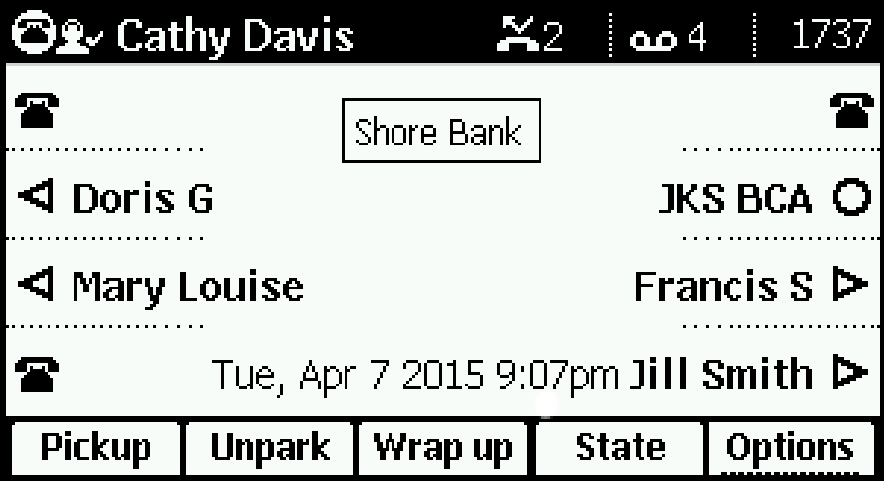 Cathy Davis 2 4 1737
Shore Bank
Doris G JKS BCA
Mary Louise Francis S
Tue, Apr 7 2015 9:07pm Jill Smith
Pickup Unpark Wrap up State Options